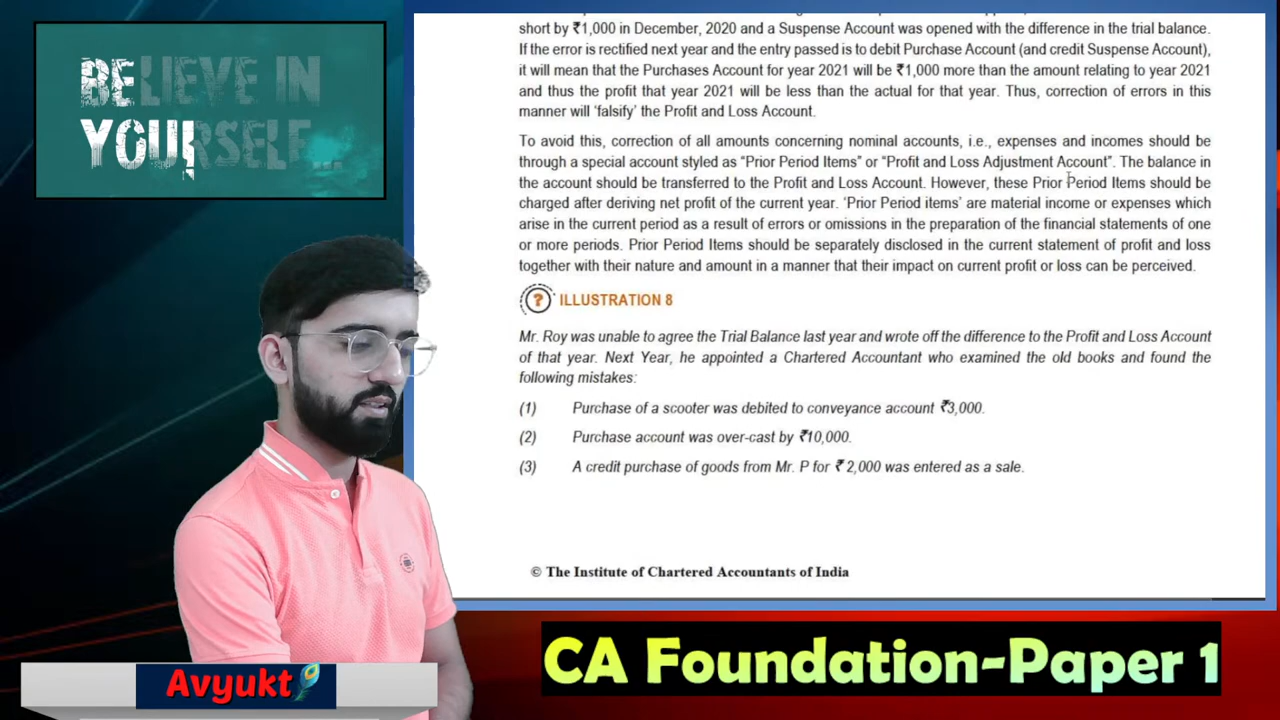 BELIEVE IN
YOURSELF...
short by ₹1,000 in December, 2020 and a Suspense Account was opened with the difference in the trial balance.
If the error is rectified next year and the entry passed is to debit Purchase Account (and credit Suspense Account),
it will mean that the Purchases Account for year 2021 will be ₹1,000 more than the amount relating to year 2021
and thus the profit that year 2021 will be less than the actual for that year. Thus, correction of errors in this
manner will ‘falsify’ the Profit and Loss Account.
To avoid this, correction of all amounts concerning nominal accounts, i.e., expenses and incomes should be
through a special account styled as “Prior Period Items” or “Profit and Loss Adjustment Account”. The balance in
the account should be transferred to the Profit and Loss Account. However, these Prior Period Items should be
charged after deriving net profit of the current year. ‘Prior Period items’ are material income or expenses which
arise in the current period as a result of errors or omissions in the preparation of the financial statements of one
or more periods. Prior Period Items should be separately disclosed in the current statement of profit and loss
together with their nature and amount in a manner that their impact on current profit or loss can be perceived.
? ILLUSTRATION 8
Mr. Roy was unable to agree the Trial Balance last year and wrote off the difference to the Profit and Loss Account
of that year. Next Year, he appointed a Chartered Accountant who examined the old books and found the
following mistakes:
(1) Purchase of a scooter was debited to conveyance account ₹3,000.
(2) Purchase account was over-cast by ₹10,000.
(3) A credit purchase of goods from Mr. P for ₹ 2,000 was entered as a sale.
© The Institute of Chartered Accountants of India
Avyukt
CA Foundation-Paper 1